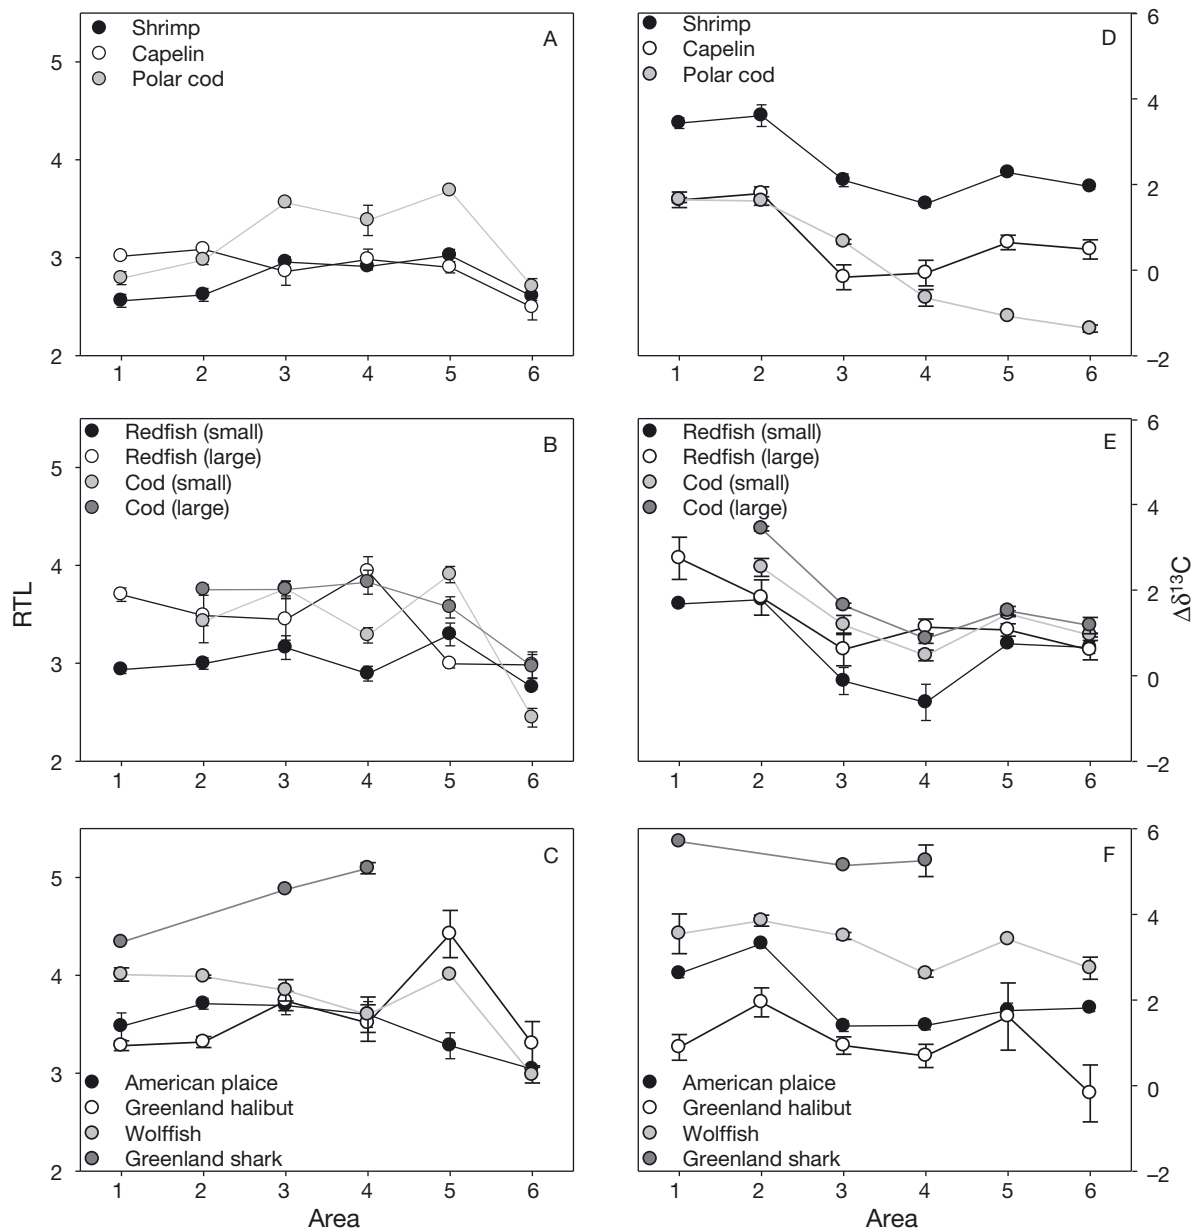 Shrimp
Capelin
Polar cod
A
5
4
3
2
1 2 3 4 5 6
Shrimp
Capelin
Polar cod
D
6
4
2
0
–2
1 2 3 4 5 6
Redfish (small)
Redfish (large)
Cod (small)
Cod (large)
B
5
4
3
2
1 2 3 4 5 6
RTL
Redfish (small)
Redfish (large)
Cod (small)
Cod (large)
E
6
4
2
0
–2
1 2 3 4 5 6
Δδ¹³C
C
5
4
3
2
American plaice
Greenland halibut
Wolffish
Greenland shark
1 2 3 4 5 6
Area
F
6
4
2
0
–2
American plaice
Greenland halibut
Wolffish
Greenland shark
1 2 3 4 5 6
Area